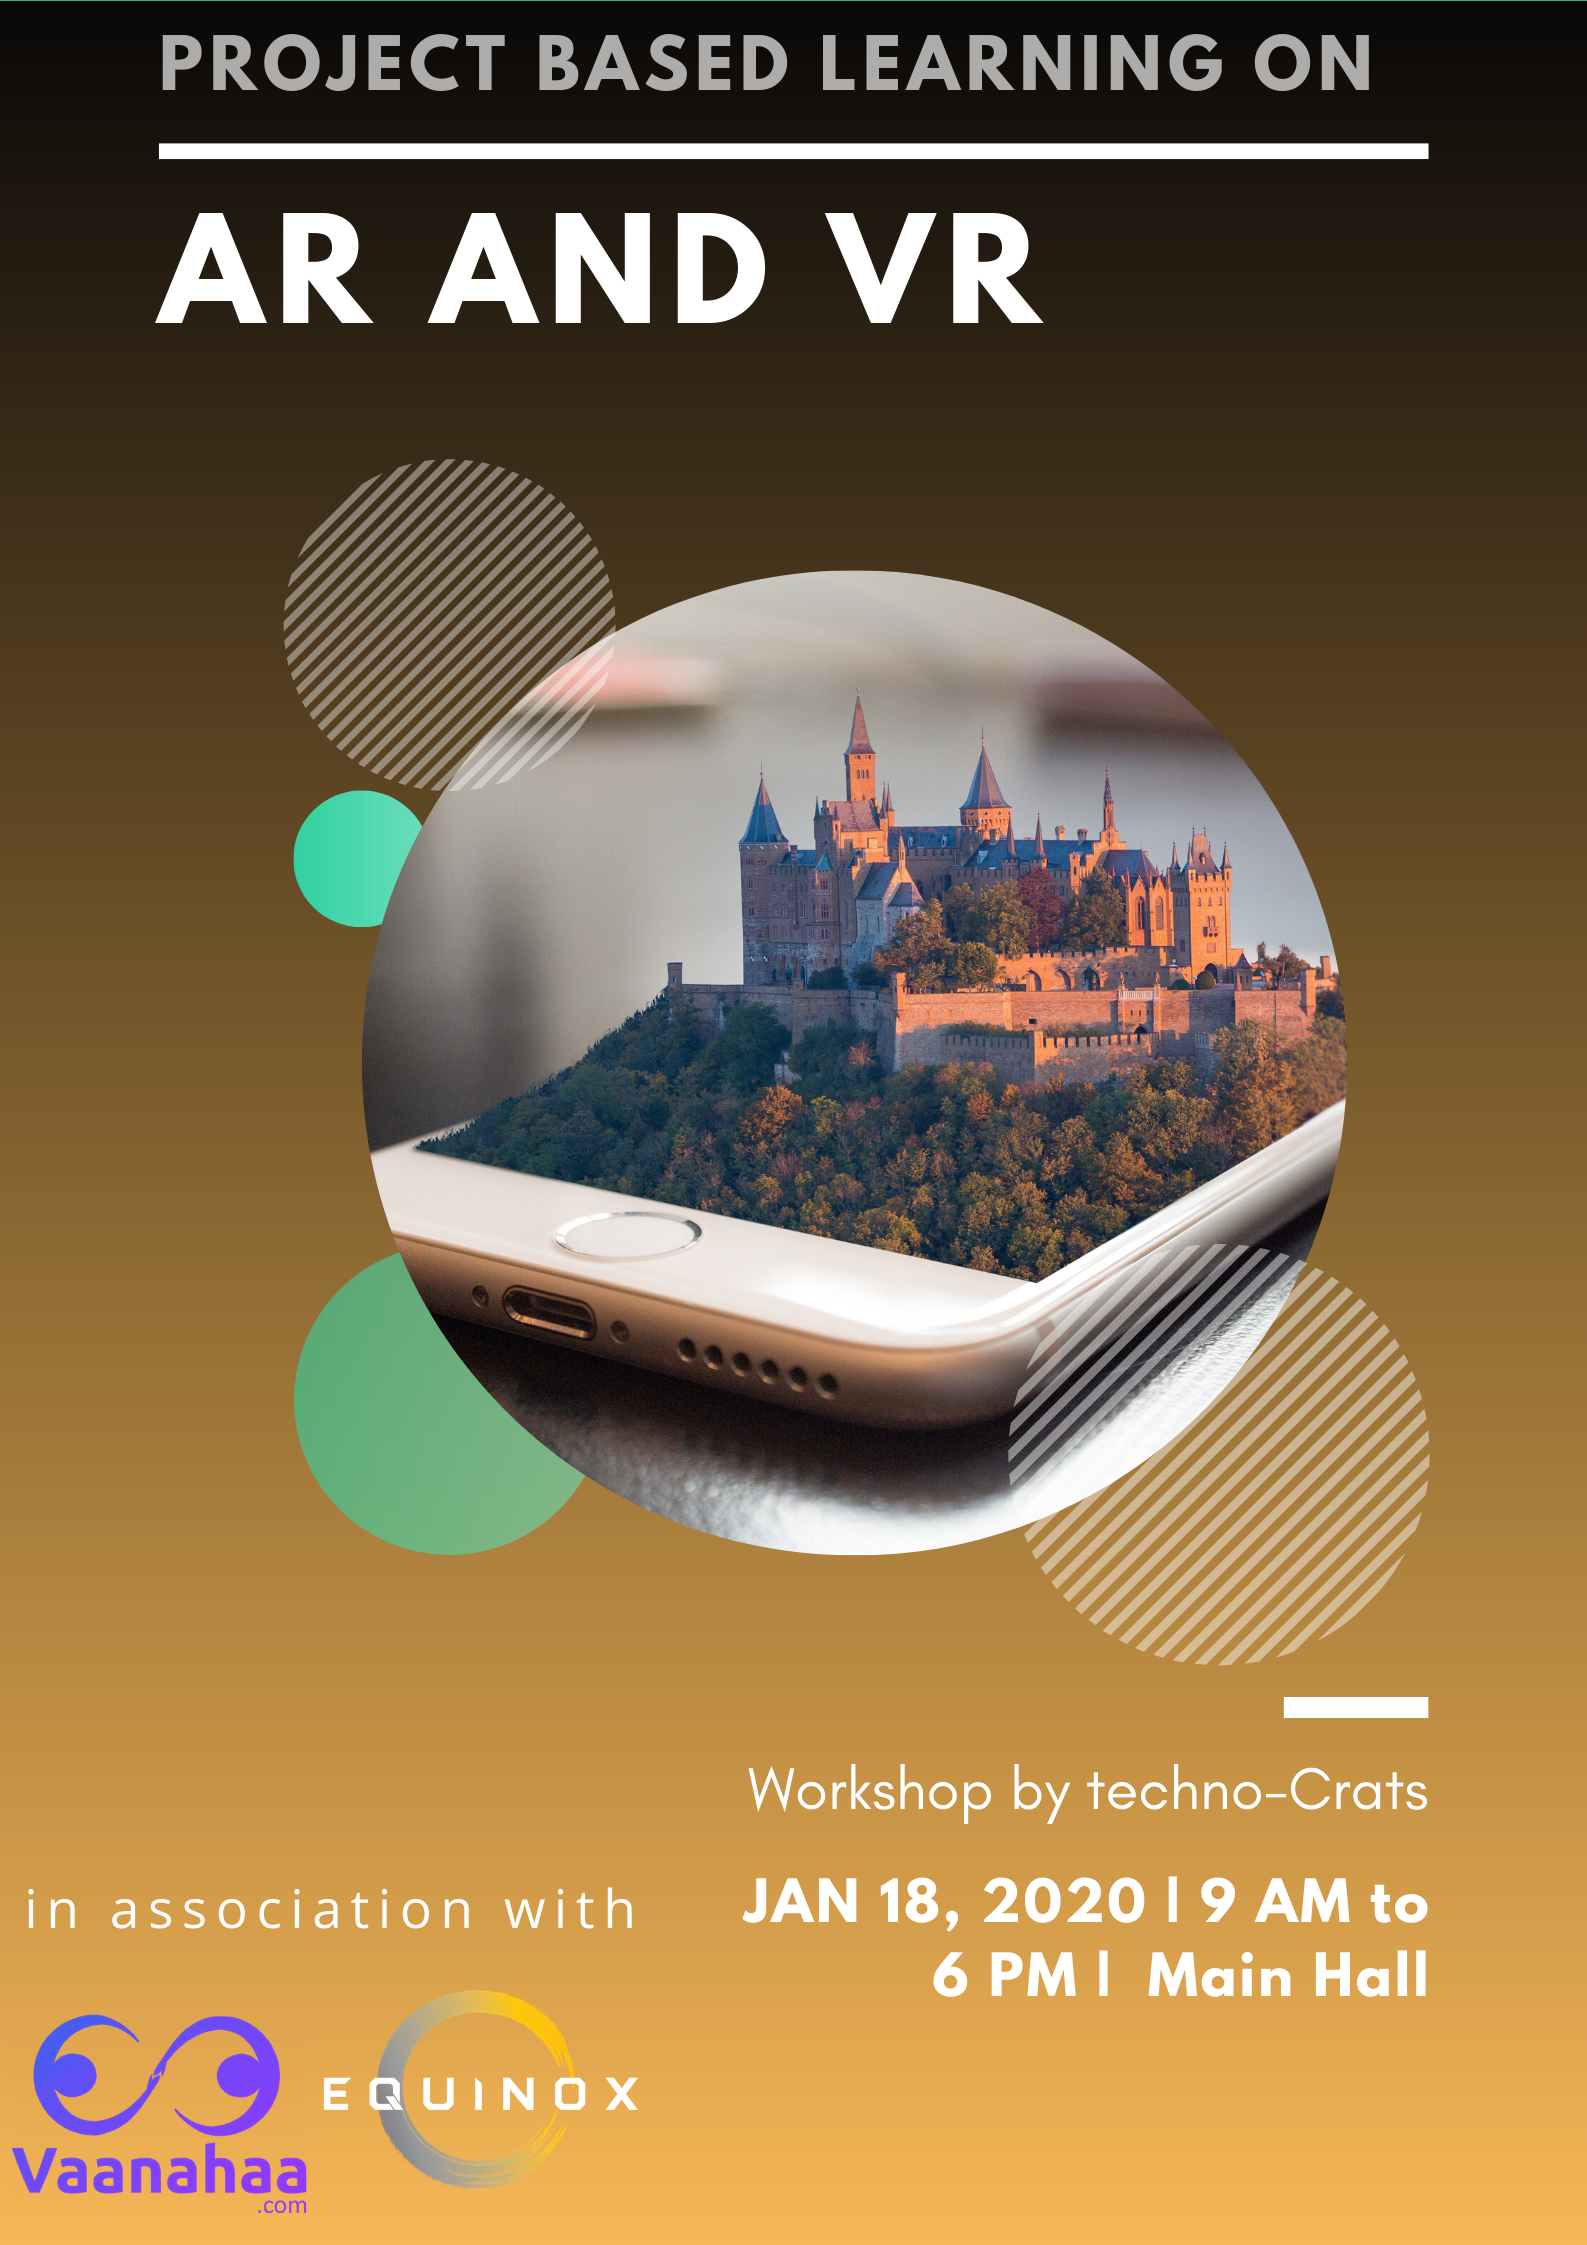 PROJECT BASED LEARNING ON
AR AND VR
Workshop by techno-Crats
JAN 18, 2020 | 9 AM to
6 PM | Main Hall
in association with
Vaanahaa
.com
EQUINOX